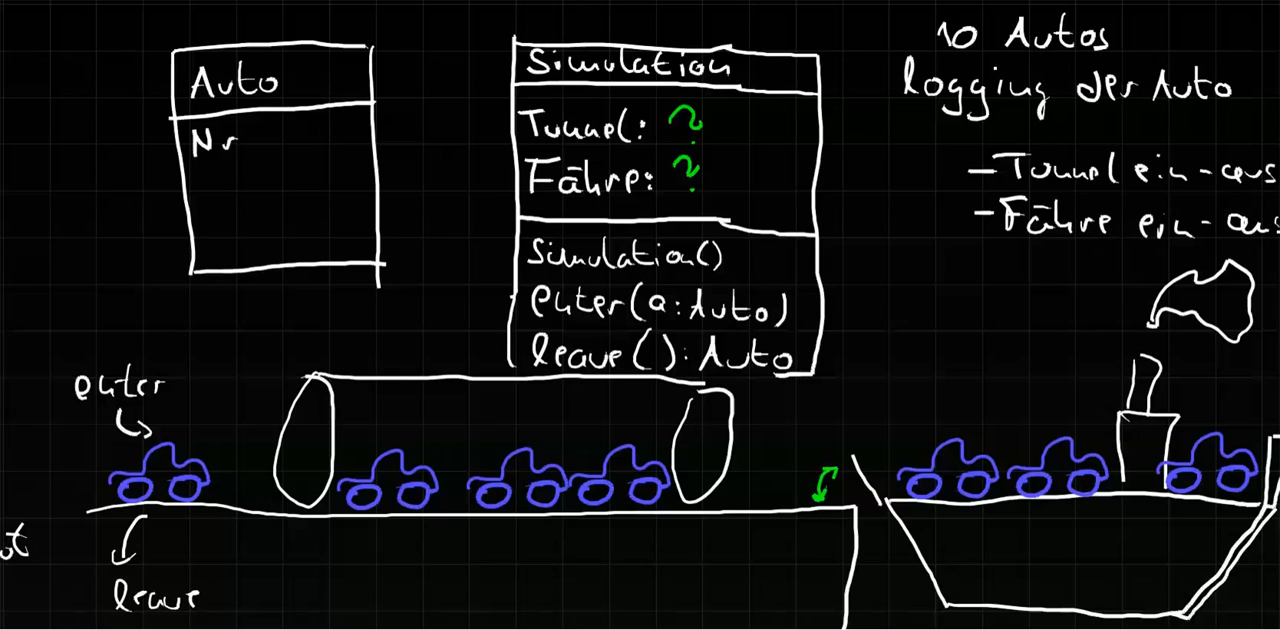 Auto
Nr
Simulation
Tunnel: ?
Fähre: ?
Simulation()
enter(a: Auto)
leave(): Auto
10 Autos
logging der Auto
- Tunnel ein-aus
- Fähre ein-aus
enter
leave